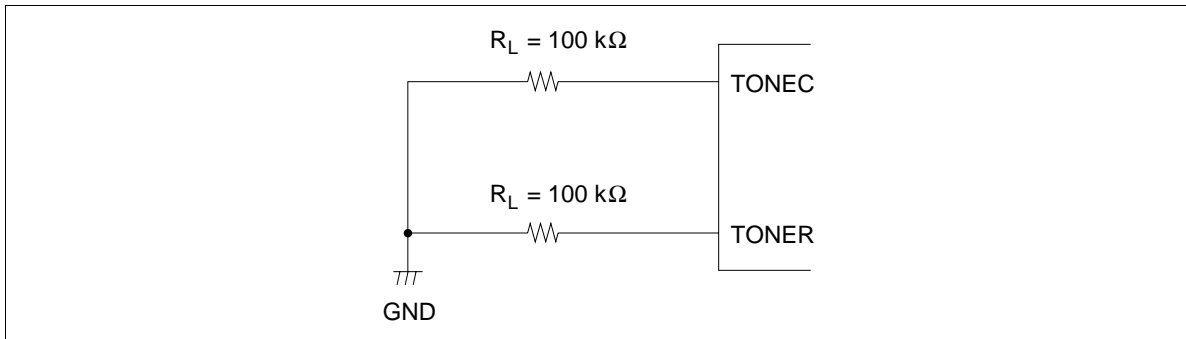 R_L = 100 kΩ
TONEC
R_L = 100 kΩ
TONER
GND